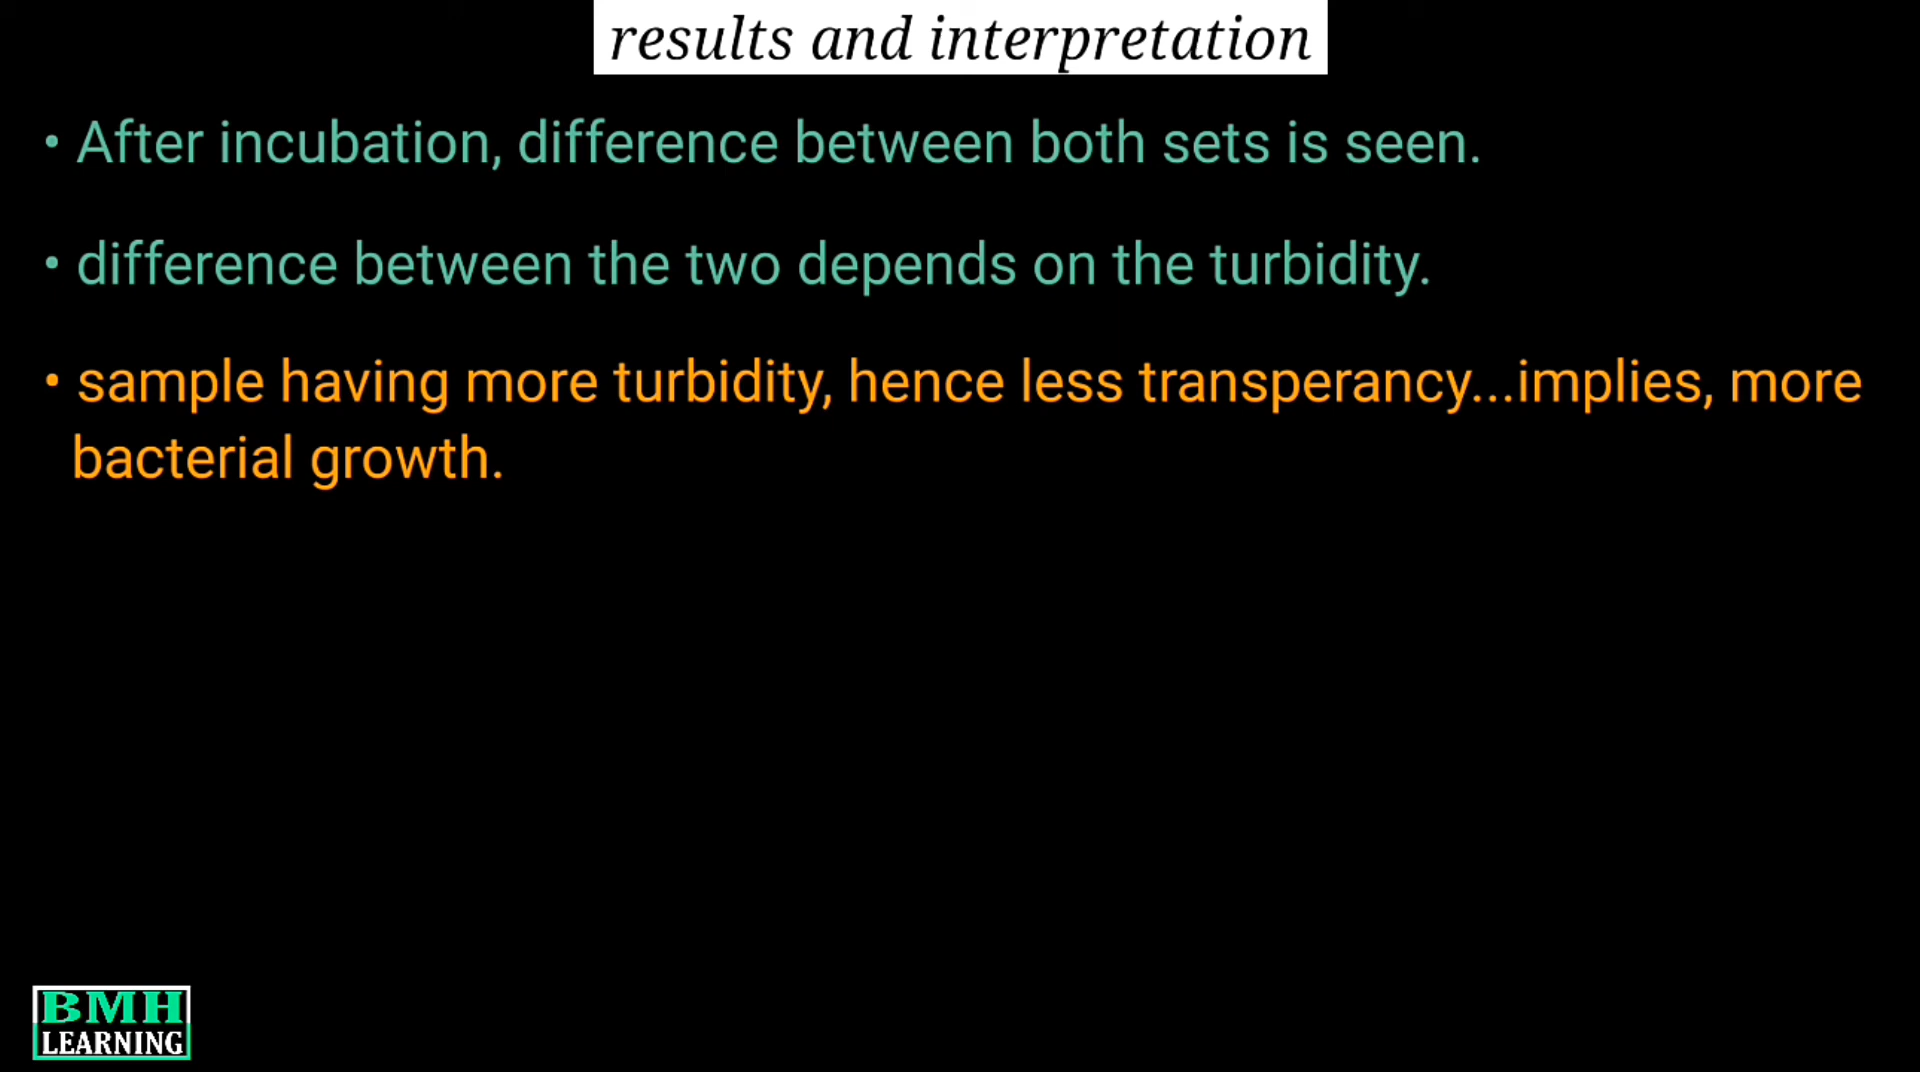 results and interpretation
• After incubation, difference between both sets is seen.
• difference between the two depends on the turbidity.
• sample having more turbidity, hence less transperancy...implies, more
bacterial growth.
BMH
LEARNING